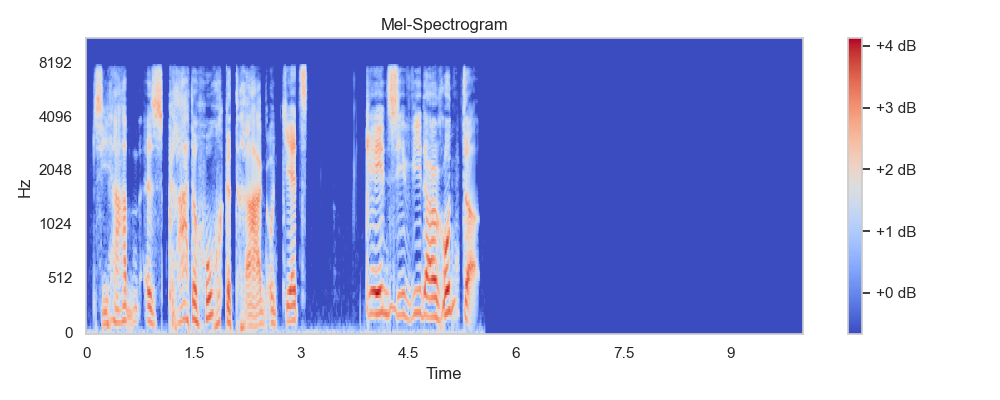 Mel-Spectrogram
8192
4096
2048
1024
512
0
Hz
0 1.5 3 4.5 6 7.5 9
Time
+4 dB
+3 dB
+2 dB
+1 dB
+0 dB